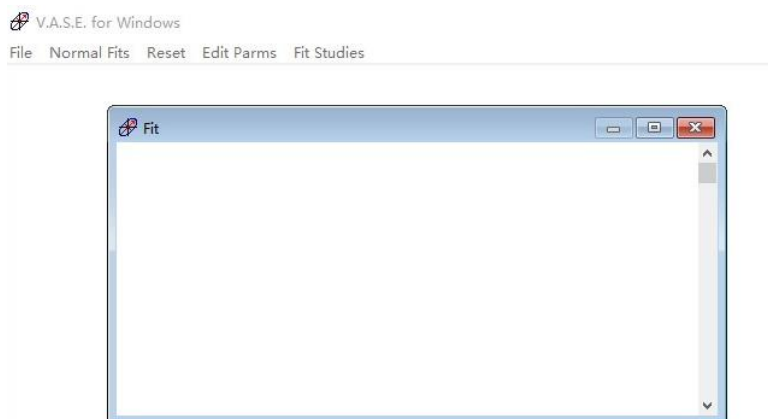 V.A.S.E. for Windows
File Normal Fits Reset Edit Parms Fit Studies
Fit